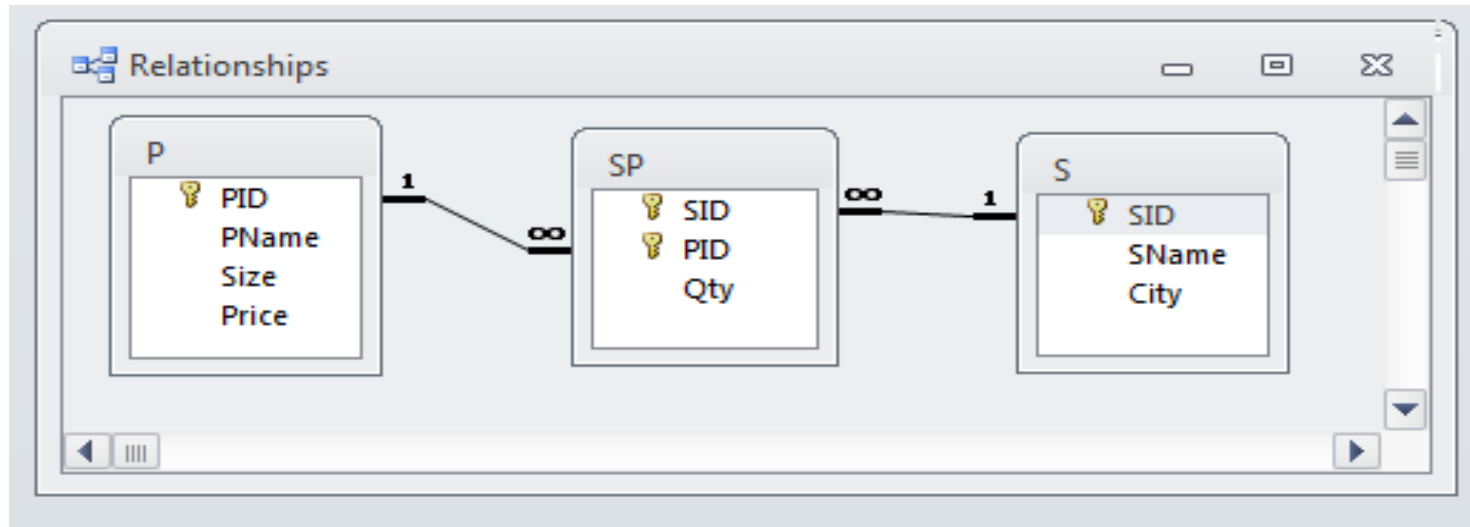 Relationships
P
PID
PName
Size
Price
1
∞
SP
SID
PID
Qty
∞
1
S
SID
SName
City